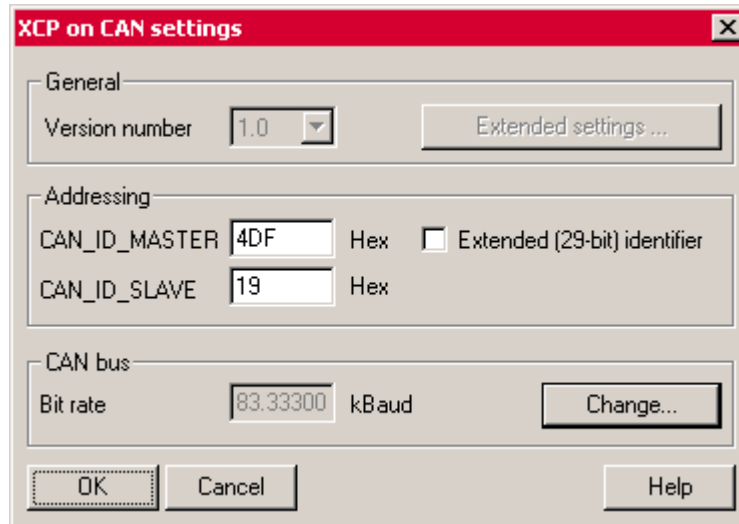 XCP on CAN settings
General
Version number 1.0 Extended settings ...
Addressing
CAN_ID_MASTER 4DF Hex Extended (29-bit) identifier
CAN_ID_SLAVE 19 Hex
CAN bus
Bit rate 83.33300 kBaud Change...
OK Cancel Help